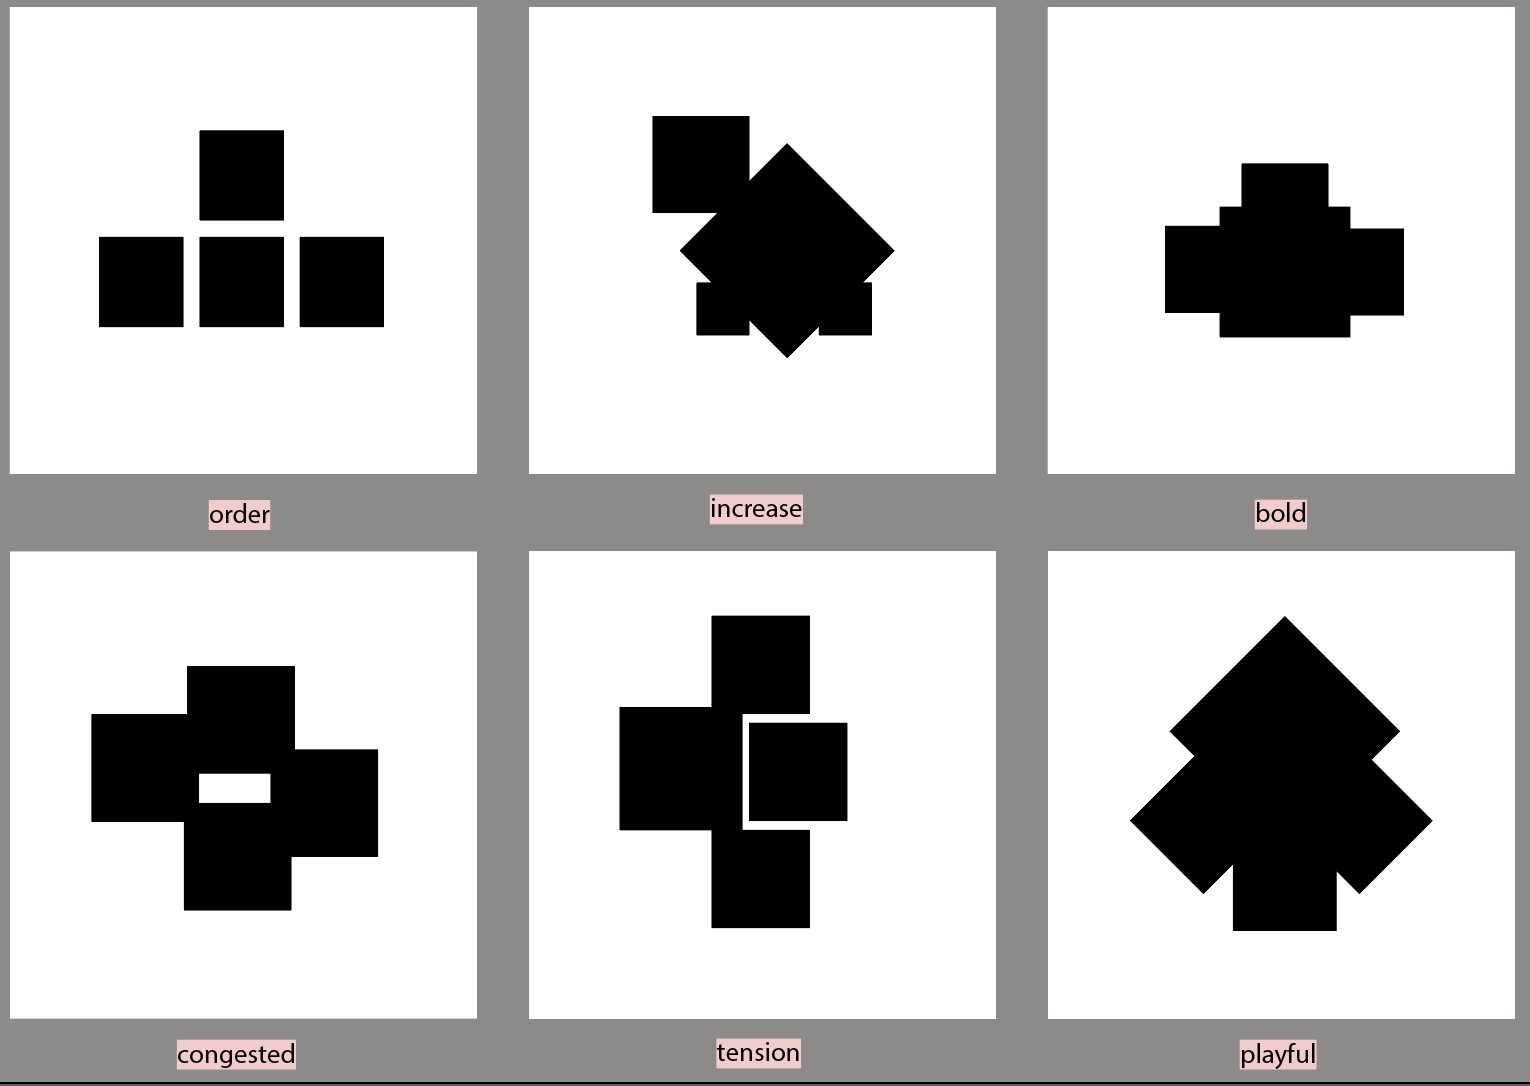 order
increase
bold
congested
tension
playful